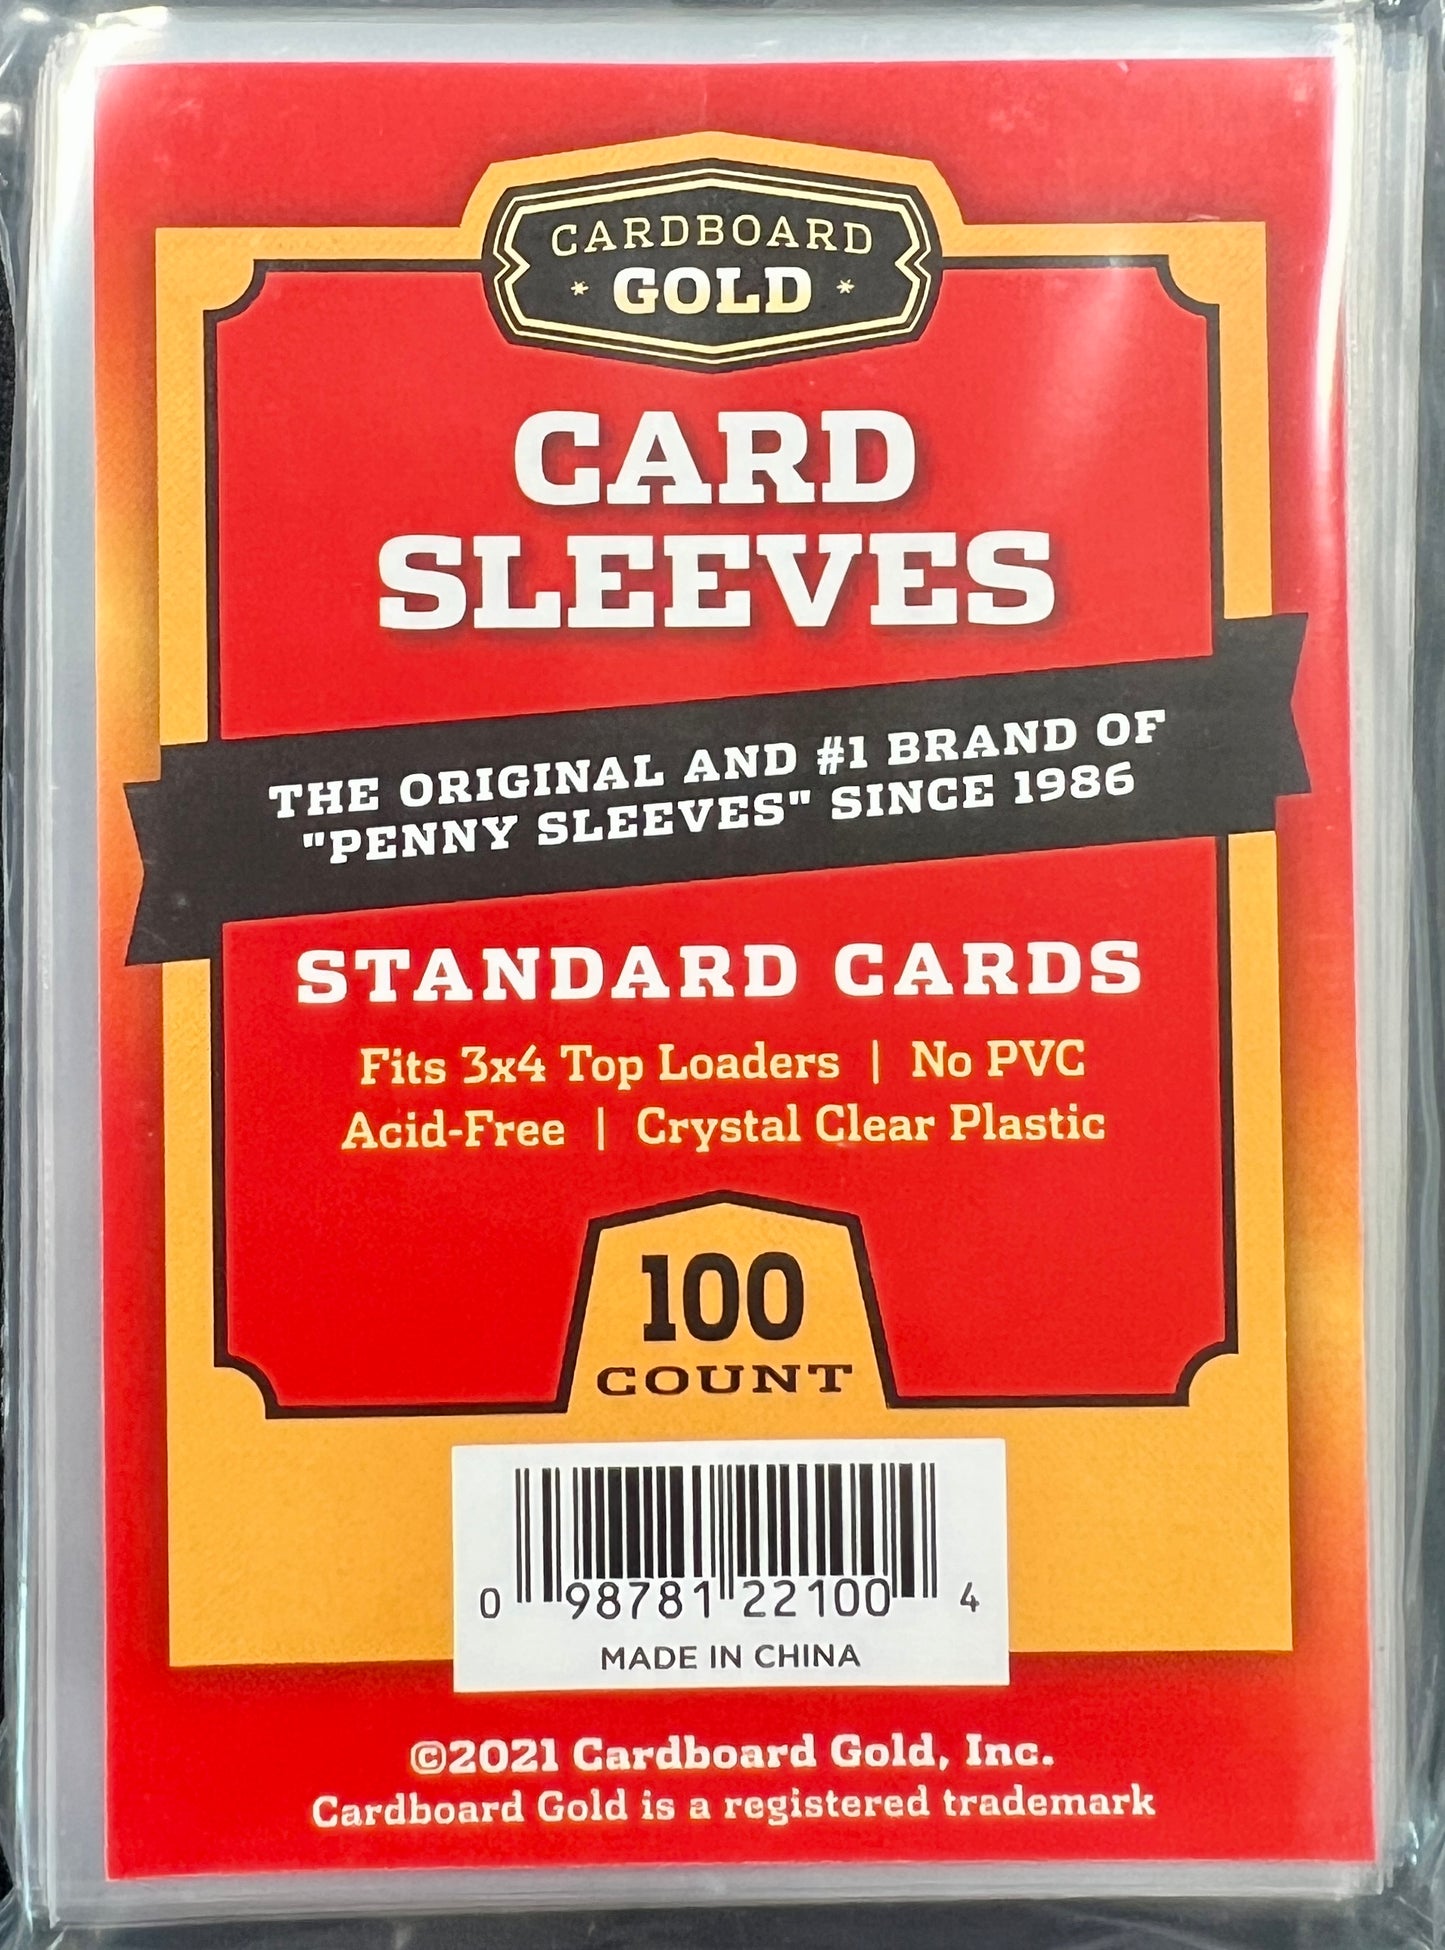 CARDBOARD
* GOLD *
CARD
SLEEVES
THE ORIGINAL AND #1 BRAND OF
"PENNY SLEEVES" SINCE 1986
STANDARD CARDS
Fits 3x4 Top Loaders | No PVC
Acid-Free | Crystal Clear Plastic
100
COUNT
0 98781 22100 4
MADE IN CHINA
©2021 Cardboard Gold, Inc.
Cardboard Gold is a registered trademark